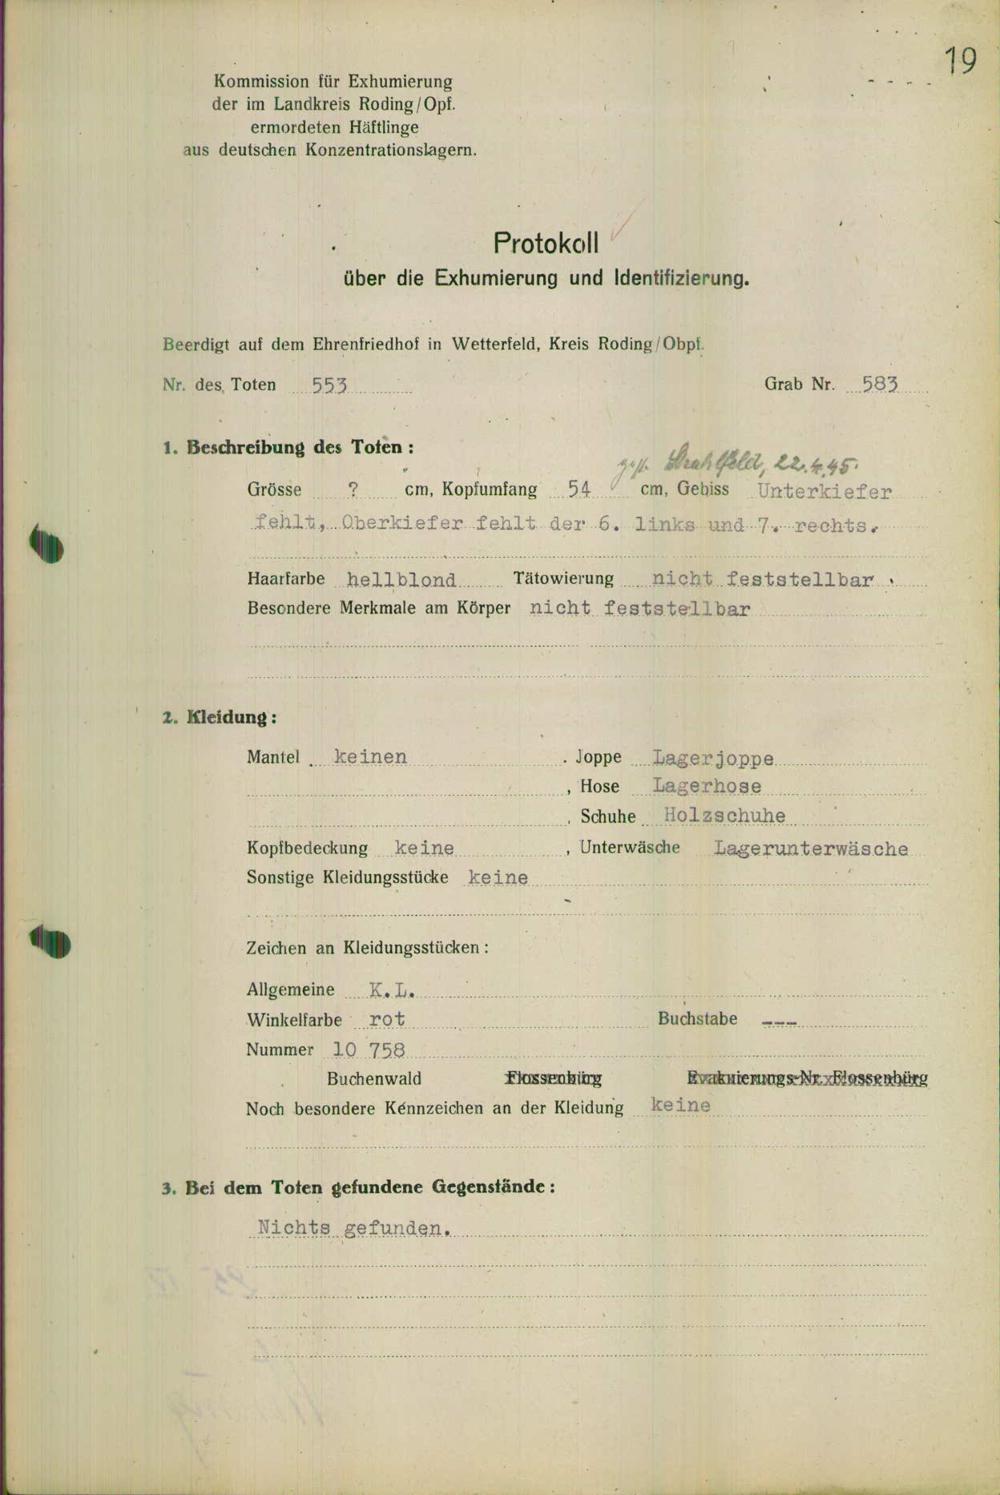 19
Kommission für Exhumierung
der im Landkreis Roding/Opf.
ermordeten Häftlinge
aus deutschen Konzentrationslagern.
Protokoll
über die Exhumierung und Identifizierung.
Beerdigt auf dem Ehrenfriedhof in Wetterfeld, Kreis Roding/Obpf.
Nr. des Toten 553 Grab Nr. 583
1. Beschreibung des Toten :
Strahlfeld, 22.4.45.
Grösse ? cm, Kopfumfang 54 cm, Gebiss Unterkiefer
fehlt, Oberkiefer fehlt der 6. links und 7. rechts.
Haarfarbe hellblond Tätowierung nicht feststellbar .
Besondere Merkmale am Körper nicht feststellbar
2. Kleidung :
Mantel keinen , Joppe Lagerjoppe
, Hose Lagerhose
, Schuhe Holzschuhe
Kopfbedeckung keine , Unterwäsche Lagerunterwäsche
Sonstige Kleidungsstücke keine
Zeichen an Kleidungsstücken :
Allgemeine K.L.
Winkelfarbe rot Buchstabe ---
Nummer 10 758
Buchenwald Flossenbürg Evakuierungs-Nr. Flossenbürg
Noch besondere Kennzeichen an der Kleidung keine
3. Bei dem Toten gefundene Gegenstände :
Nichts gefunden.